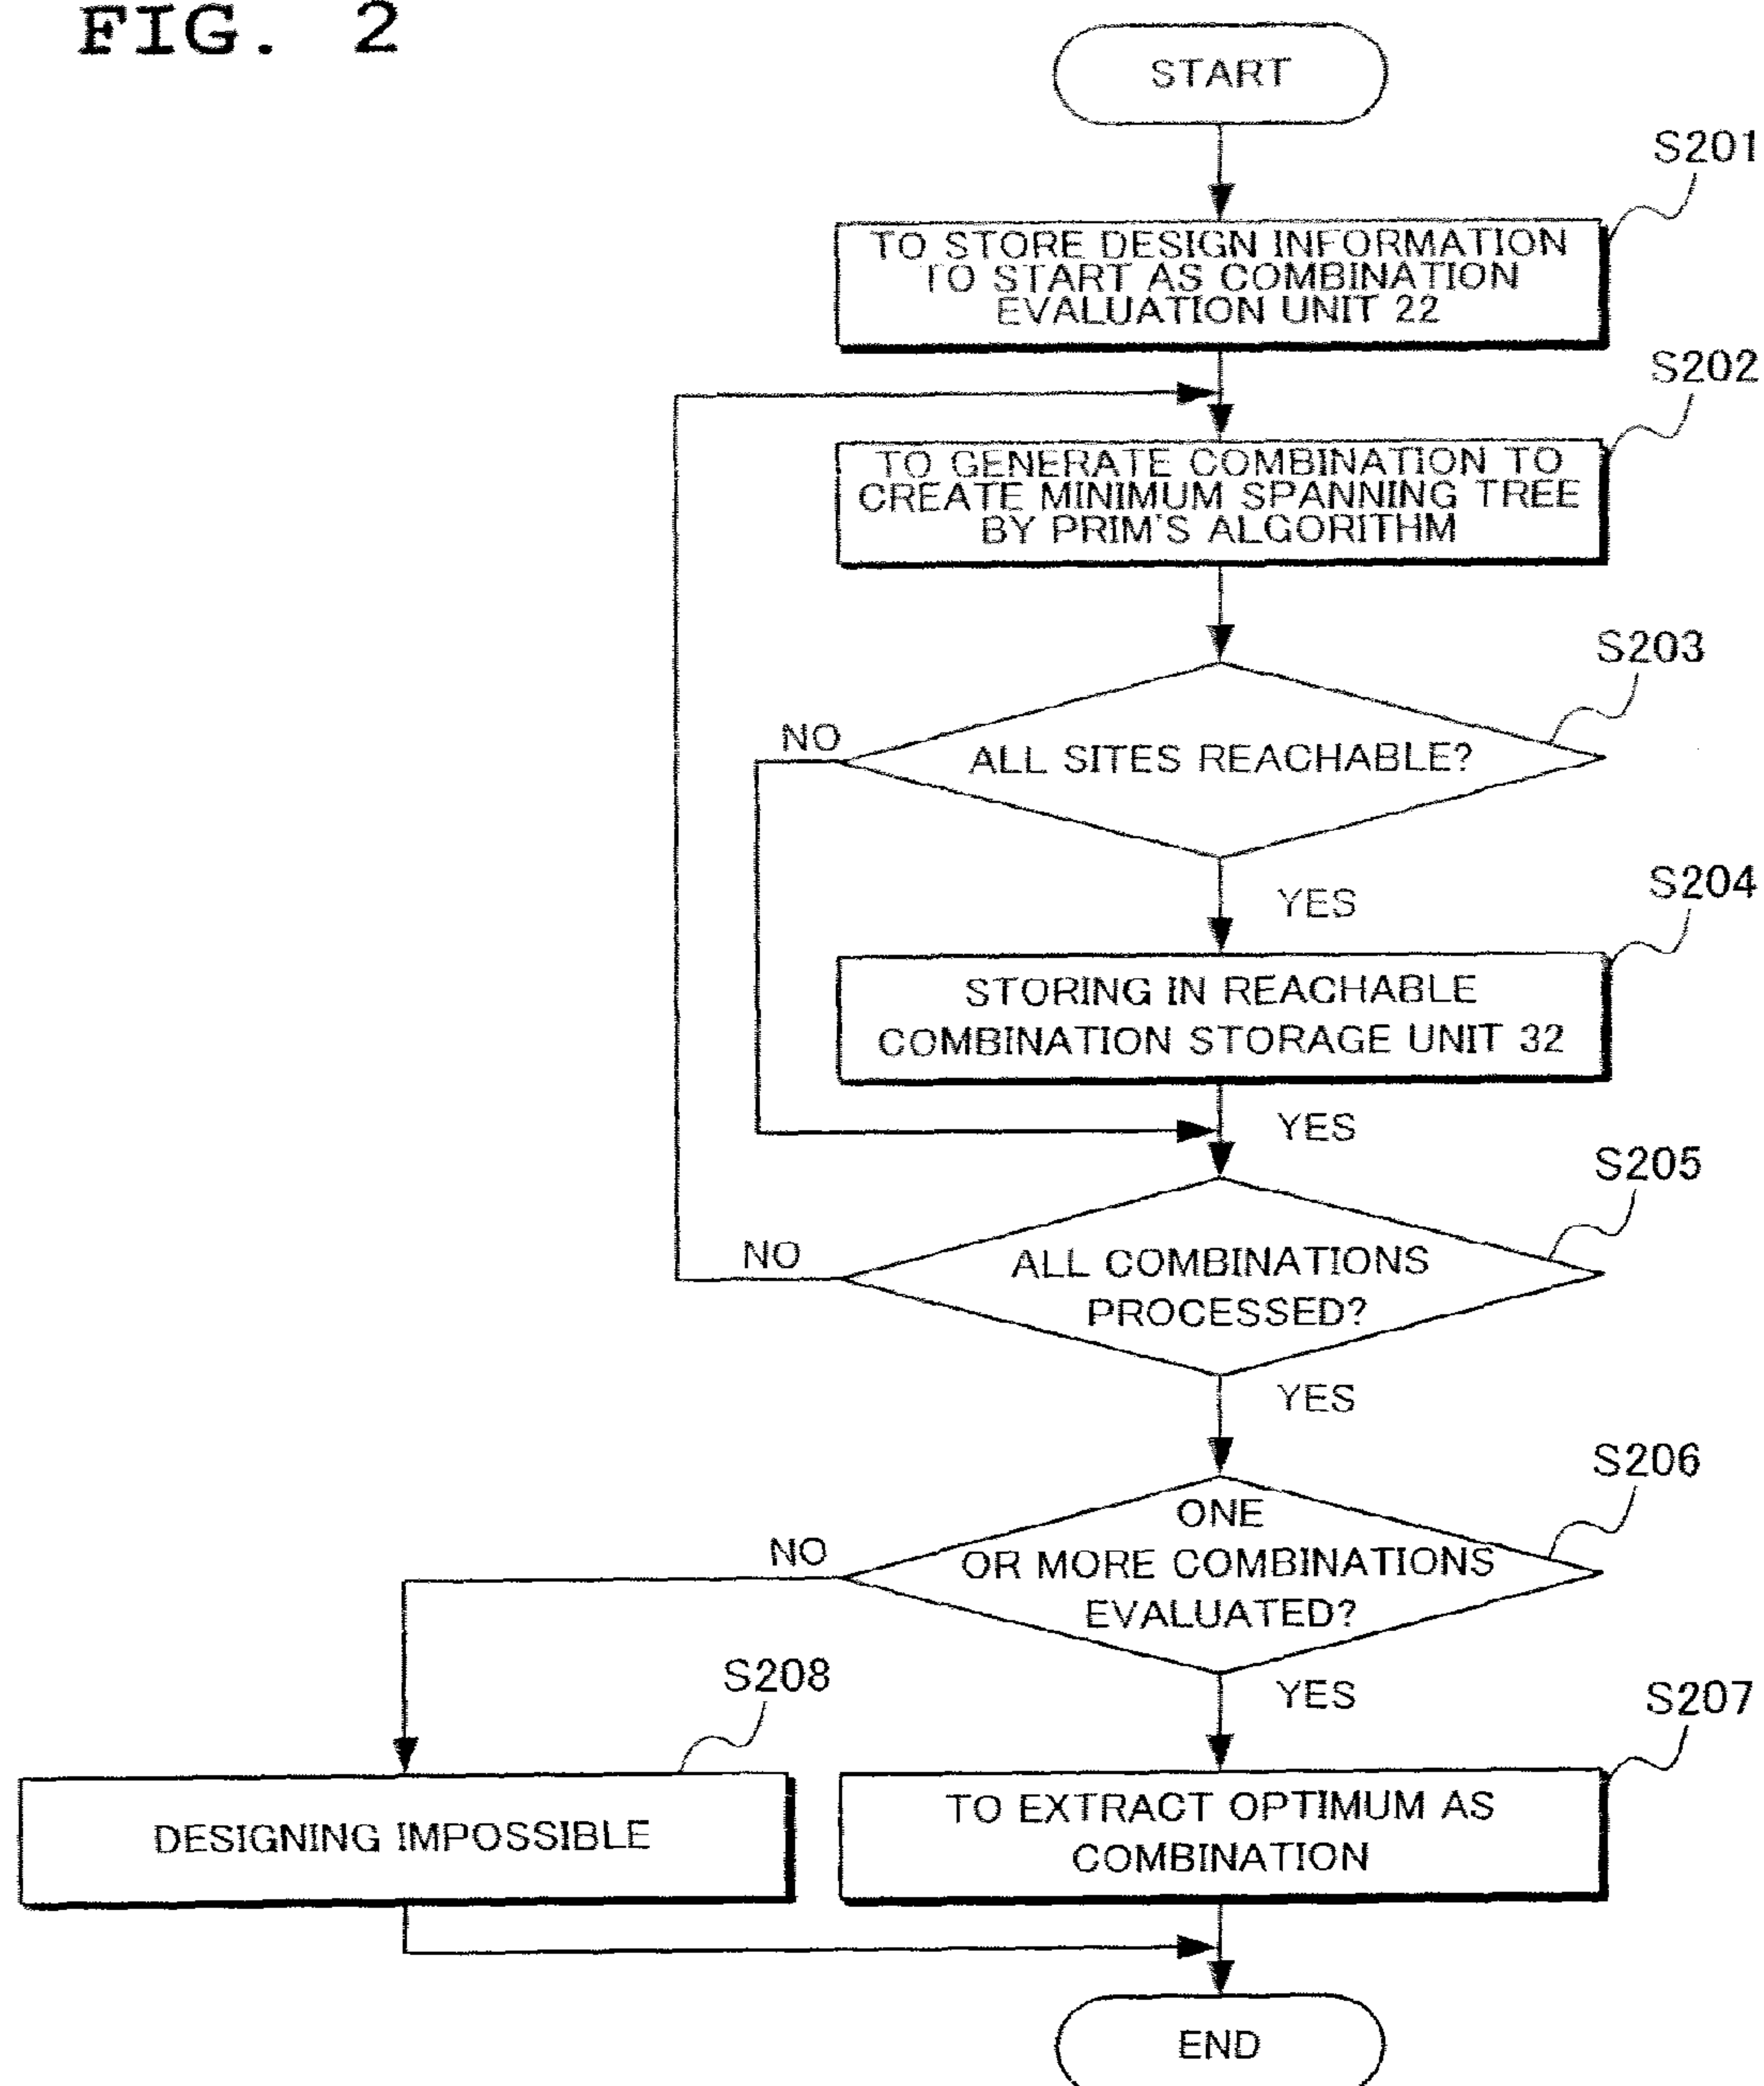 FIG. 2
START
S201
TO STORE DESIGN INFORMATION
TO START AS COMBINATION
EVALUATION UNIT 22
S202
TO GENERATE COMBINATION TO
CREATE MINIMUM SPANNING TREE
BY PRIM'S ALGORITHM
S203
NO
ALL SITES REACHABLE?
YES
S204
STORING IN REACHABLE
COMBINATION STORAGE UNIT 32
YES
S205
NO
ALL COMBINATIONS
PROCESSED?
YES
S206
ONE
NO
OR MORE COMBINATIONS
EVALUATED?
YES
S208
S207
DESIGNING IMPOSSIBLE
TO EXTRACT OPTIMUM AS
COMBINATION
END